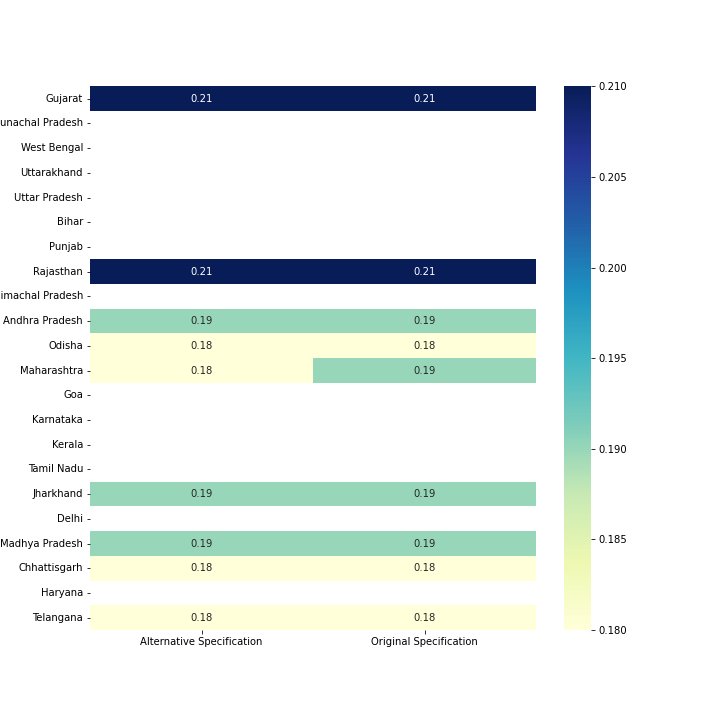 Gujarat 0.21 0.21
unachal Pradesh
West Bengal
Uttarakhand
Uttar Pradesh
Bihar
Punjab
Rajasthan 0.21 0.21
imachal Pradesh
Andhra Pradesh 0.19 0.19
Odisha 0.18 0.18
Maharashtra 0.18 0.19
Goa
Karnataka
Kerala
Tamil Nadu
Jharkhand 0.19 0.19
Delhi
Madhya Pradesh 0.19 0.19
Chhattisgarh 0.18 0.18
Haryana
Telangana 0.18 0.18
Alternative Specification Original Specification
0.210
0.205
0.200
0.195
0.190
0.185
0.180